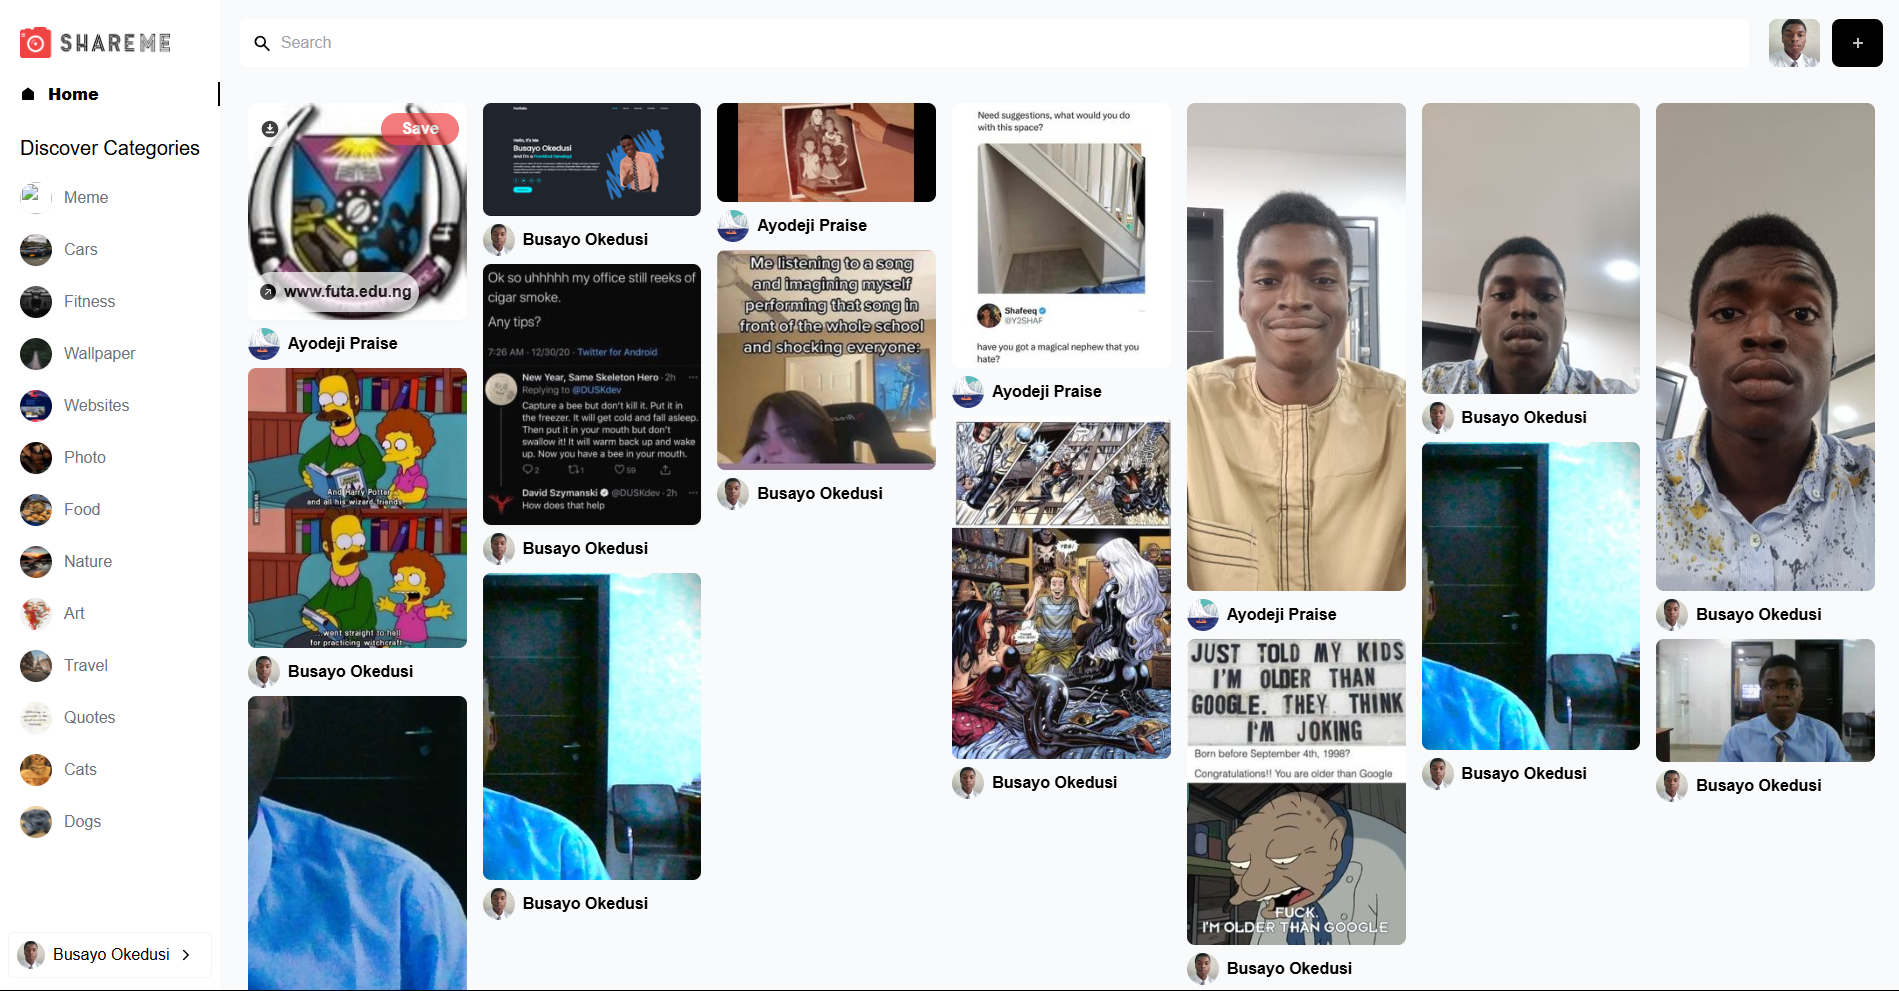 SHAREME
Search
+
Home
Discover Categories
Meme
Cars
Fitness
Wallpaper
Websites
Photo
Food
Nature
Art
Travel
Quotes
Cats
Dogs
Busayo Okedusi
Save
www.futa.edu.ng
Ayodeji Praise
And Harry Potter
and all his wizard friends...
...went straight to hell
for practicing witchcraft.
Busayo Okedusi
Portfolio
Hello, It's Me
Busayo Okedusi
And I'm a Frontend Develop
Busayo Okedusi
Ok so uhhhhh my office still reeks of
cigar smoke.
Any tips?
7:26 AM · 12/30/20 · Twitter for Android
New Year, Same Skeleton Hero · 2h
Replying to @DUSKdev
Capture a bee but don't kill it. Put it in
the freezer. It will get cold and fall asleep.
Then put it in your mouth but don't
swallow it! It will warm back up and wake
up. Now you have a bee in your mouth.
2 1 59
David Szymanski @DUSKdev · 2h
How does that help
Busayo Okedusi
Busayo Okedusi
Ayodeji Praise
Me listening to a song
and imagining myself
performing that song in
front of the whole school
and shocking everyone:
Busayo Okedusi
Need suggestions, what would you do
with this space?
Shafeeq
@Y2SHAF
have you got a magical nephew that you
hate?
Ayodeji Praise
Busayo Okedusi
Ayodeji Praise
JUST TOLD MY KIDS
I'M OLDER THAN
GOOGLE. THEY THINK
I'M JOKING
Born before September 4th, 1998?
Congratulations!! You are older than Google
FUCK.
I'M OLDER THAN GOOGLE
Busayo Okedusi
Busayo Okedusi
Busayo Okedusi
Busayo Okedusi
Busayo Okedusi